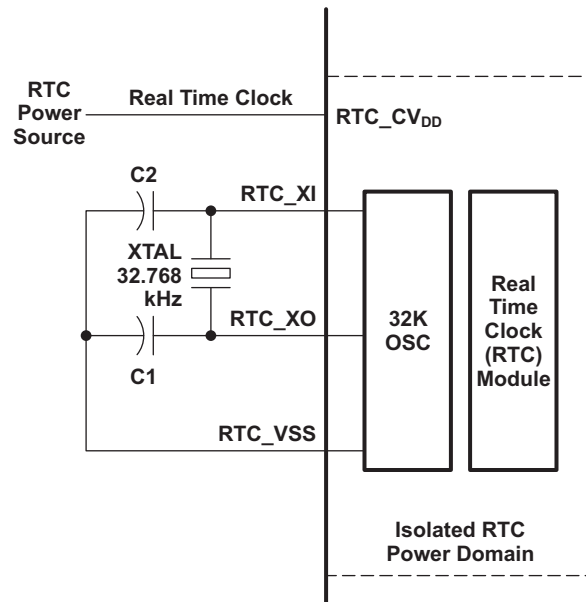 RTC
Power
Source
Real Time Clock
RTC_CVDD
C2
RTC_XI
XTAL
32.768
kHz
RTC_XO
C1
RTC_VSS
32K
OSC
Real
Time
Clock
(RTC)
Module
Isolated RTC
Power Domain